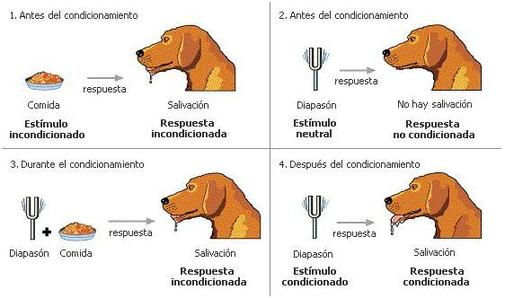 1. Antes del condicionamiento
respuesta
Comida
Salivación
Estímulo
incondicionado
Respuesta
incondicionada
2. Antes del condicionamiento
respuesta
Diapasón
No hay salivación
Estímulo
neutral
Respuesta
no condicionada
3. Durante el condicionamiento
respuesta
Diapasón
Comida
Salivación
Respuesta
incondicionada
4. Después del condicionamiento
respuesta
Diapasón
Salivación
Estímulo
condicionado
Respuesta
condicionada